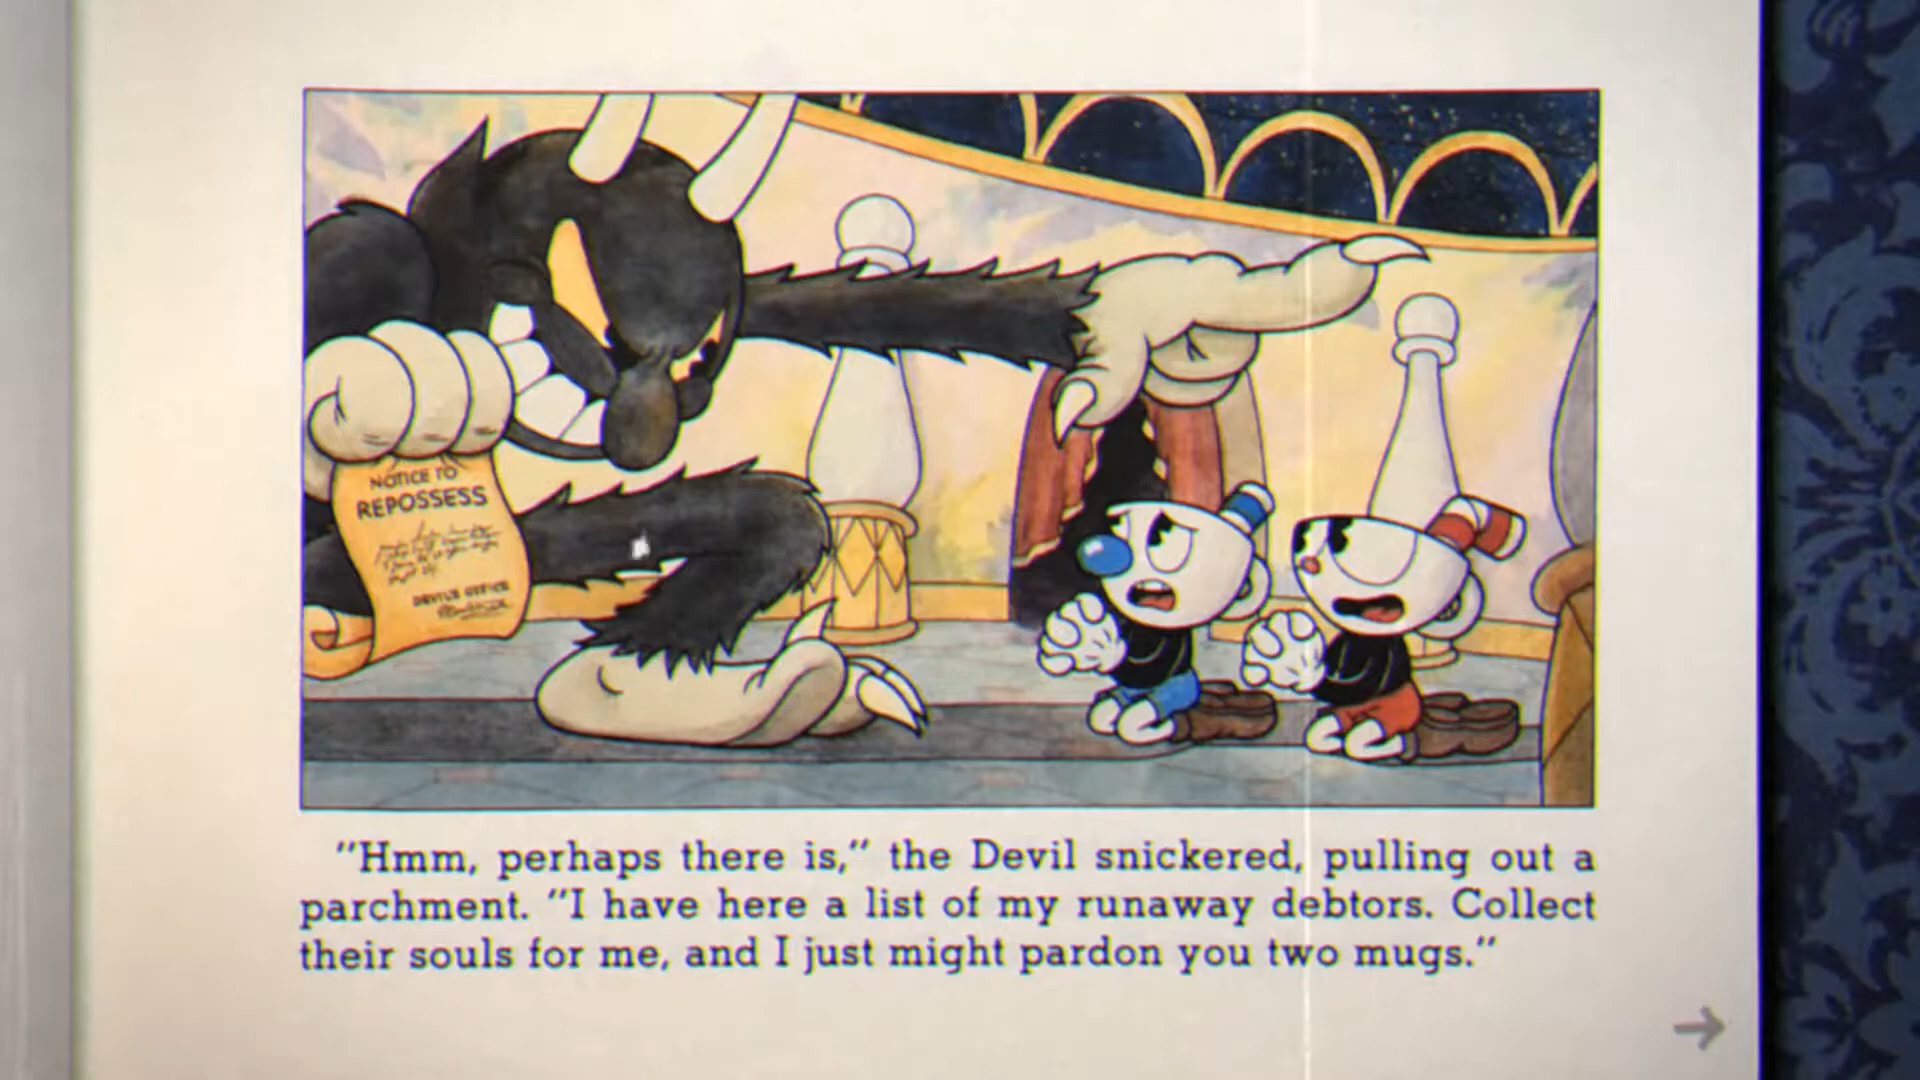 NOTICE TO
REPOSSESS
DEVIL'S OFFICE
"Hmm, perhaps there is," the Devil snickered, pulling out a
parchment. "I have here a list of my runaway debtors. Collect
their souls for me, and I just might pardon you two mugs."